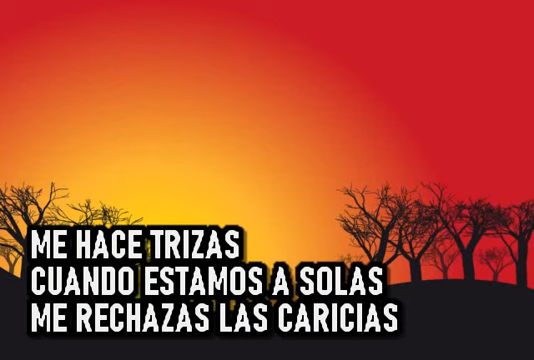 ME HACE TRIZAS
CUANDO ESTAMOS A SOLAS
ME RECHAZAS LAS CARICIAS